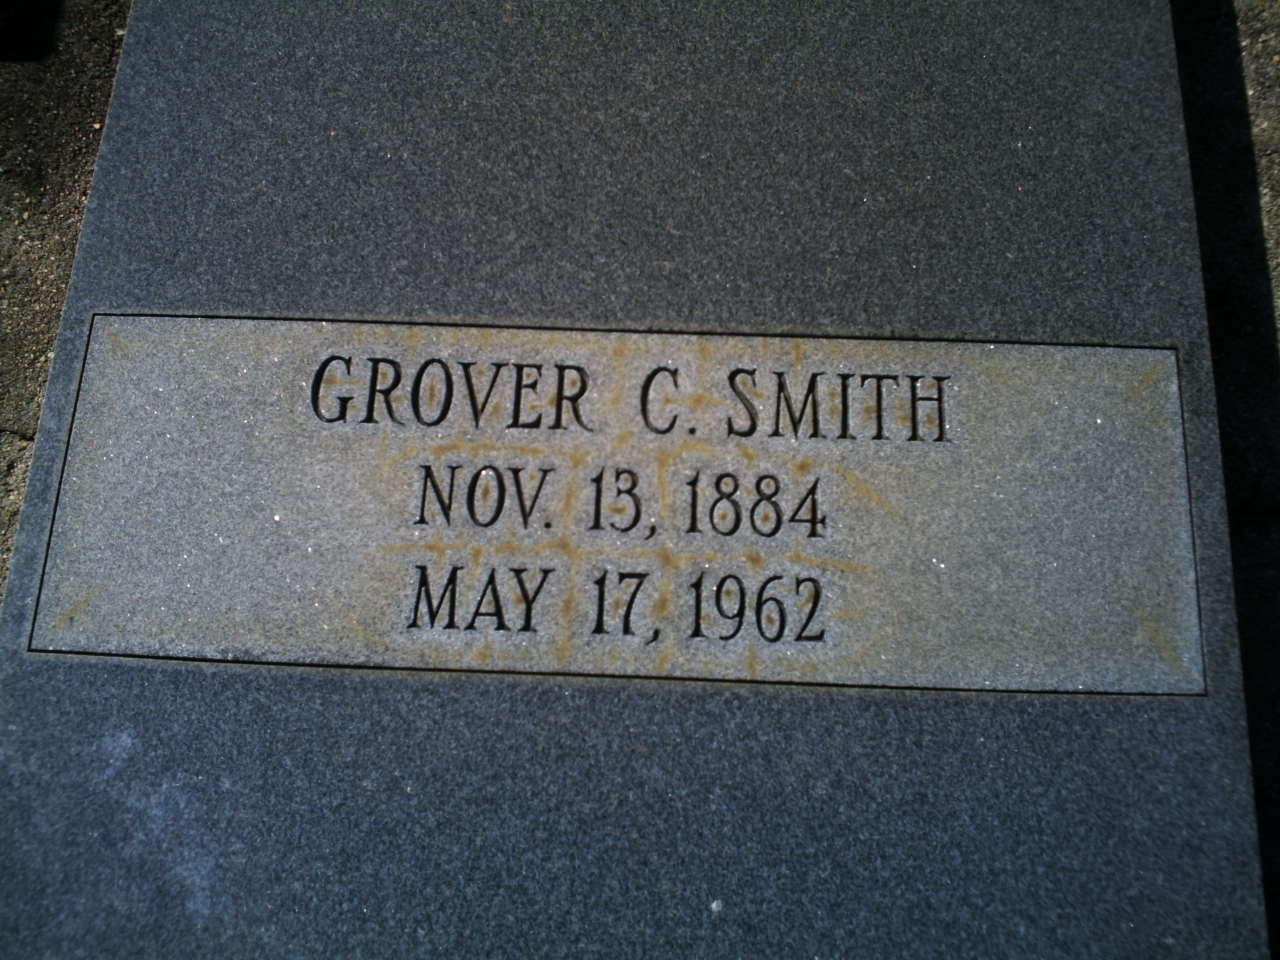 GROVER C. SMITH
NOV. 13, 1884
MAY 17, 1962